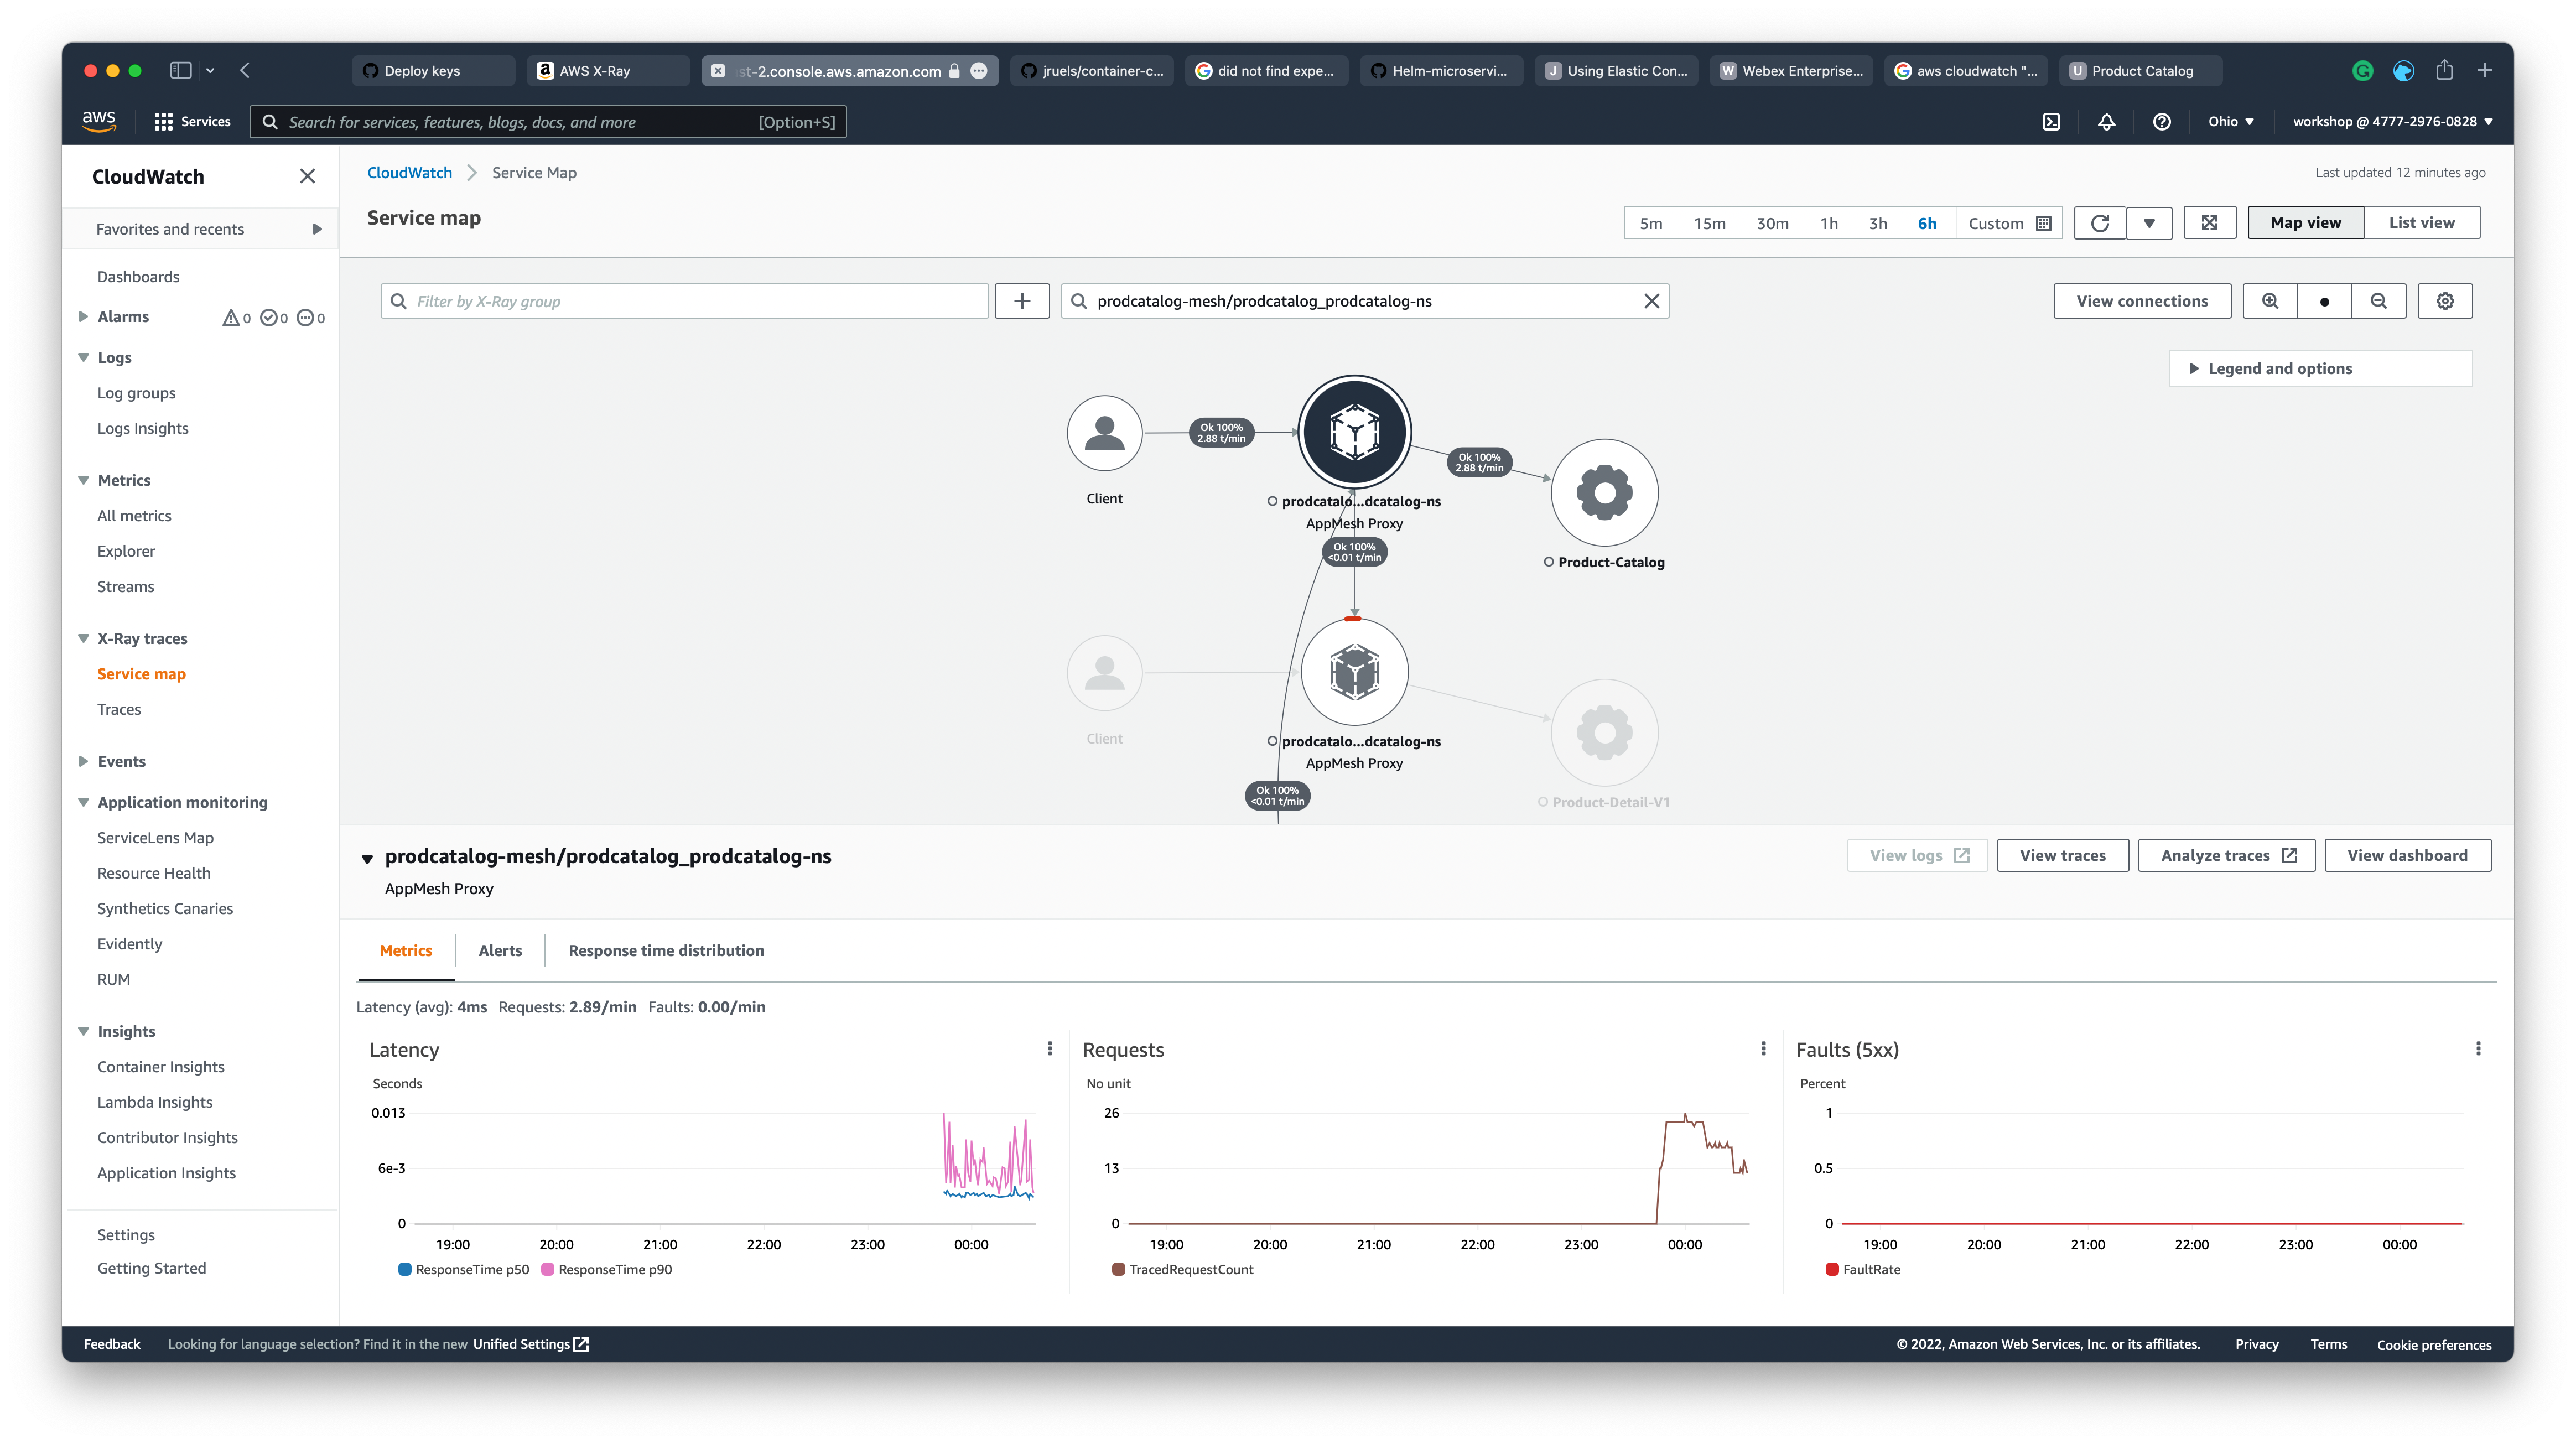 Deploy keys
AWS X-Ray
st-2.console.aws.amazon.com
jruels/container-c...
did not find expe...
Helm-microservi...
Using Elastic Con...
Webex Enterprise...
aws cloudwatch "...
Product Catalog
aws
Services
Search for services, features, blogs, docs, and more
[Option+S]
Ohio
workshop @ 4777-2976-0828
CloudWatch
Favorites and recents
Dashboards
Alarms
0
0
0
Logs
Log groups
Logs Insights
Metrics
All metrics
Explorer
Streams
X-Ray traces
Service map
Traces
Events
Application monitoring
ServiceLens Map
Resource Health
Synthetics Canaries
Evidently
RUM
Insights
Container Insights
Lambda Insights
Contributor Insights
Application Insights
Settings
Getting Started
CloudWatch
Service Map
Last updated 12 minutes ago
Service map
5m
15m
30m
1h
3h
6h
Custom
Map view
List view
Filter by X-Ray group
prodcatalog-mesh/prodcatalog_prodcatalog-ns
View connections
Legend and options
Ok 100%
2.88 t/min
Client
prodcatalo...dcatalog-ns
AppMesh Proxy
Ok 100%
2.88 t/min
Product-Catalog
Ok 100%
<0.01 t/min
Client
prodcatalo...dcatalog-ns
AppMesh Proxy
Product-Detail-V1
Ok 100%
<0.01 t/min
prodcatalog-mesh/prodcatalog_prodcatalog-ns
AppMesh Proxy
View logs
View traces
Analyze traces
View dashboard
Metrics
Alerts
Response time distribution
Latency (avg): 4ms Requests: 2.89/min Faults: 0.00/min
Latency
Seconds
0.013
6e-3
0
19:00
20:00
21:00
22:00
23:00
00:00
ResponseTime p50
ResponseTime p90
Requests
No unit
26
13
0
19:00
20:00
21:00
22:00
23:00
00:00
TracedRequestCount
Faults (5xx)
Percent
1
0.5
0
19:00
20:00
21:00
22:00
23:00
00:00
FaultRate
Feedback
Looking for language selection? Find it in the new Unified Settings
© 2022, Amazon Web Services, Inc. or its affiliates.
Privacy
Terms
Cookie preferences